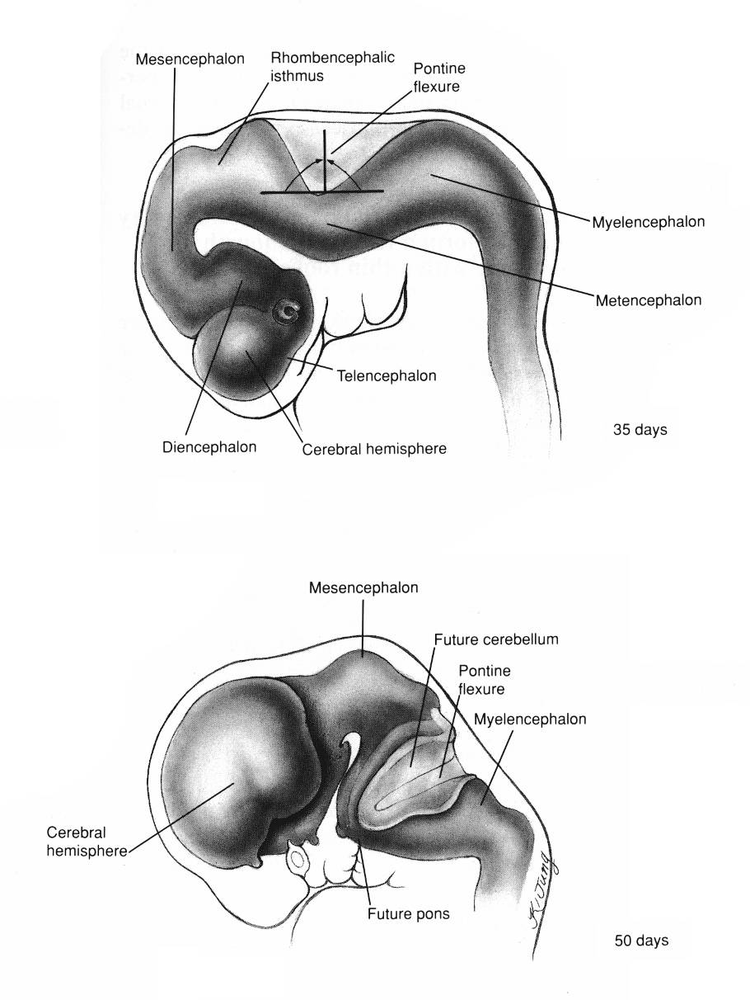 Mesencephalon
Rhombencephalic
isthmus
Pontine
flexure
Myelencephalon
Metencephalon
Telencephalon
35 days
Diencephalon
Cerebral hemisphere
Mesencephalon
Future cerebellum
Pontine
flexure
Myelencephalon
Cerebral
hemisphere
Future pons
KiJung
50 days